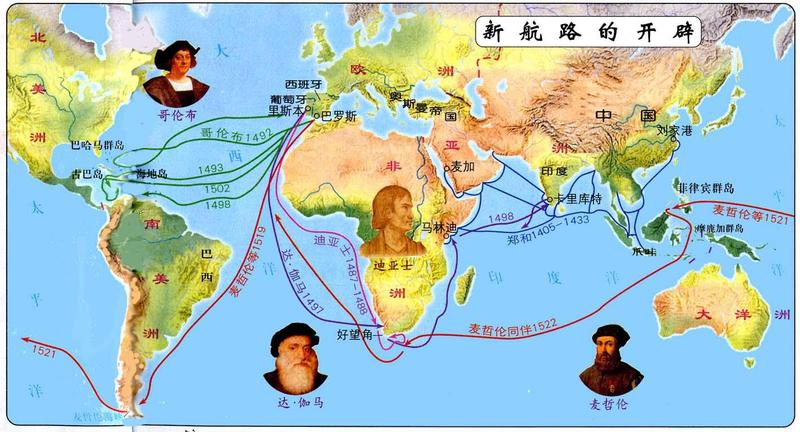 新航路的开辟
北美洲
大西洋
哥伦布
西班牙
葡萄牙
里斯本
巴罗斯
欧洲
奥斯曼帝国
亚洲
中国
刘家港
巴哈马群岛
古巴岛
海地岛
哥伦布1492
1493
1502
1498
非洲
麦加
印度
卡里库特
菲律宾群岛
麦哲伦等1521
摩鹿加群岛
太平洋
南美洲
巴西
麦哲伦等1519
迪亚士1487-1488
达·伽马1497
迪亚士
马林迪
1498
郑和1405-1433
印度洋
太平洋
大洋洲
好望角
麦哲伦同伴1522
1521
达·伽马
麦哲伦